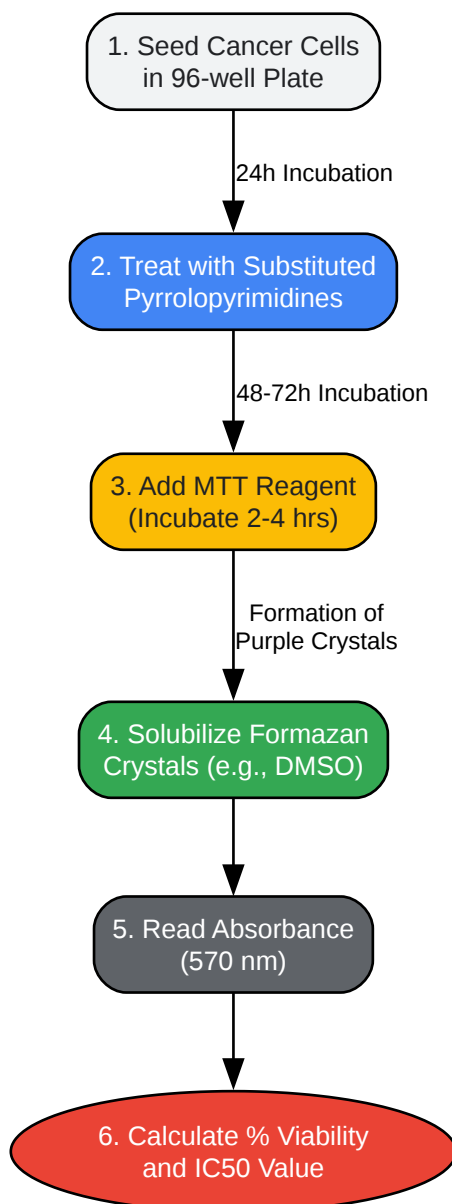 1. Seed Cancer Cells
in 96-well Plate
24h Incubation
2. Treat with Substituted
Pyrrolopyrimidines
48-72h Incubation
3. Add MTT Reagent
(Incubate 2-4 hrs)
Formation of
Purple Crystals
4. Solubilize Formazan
Crystals (e.g., DMSO)
5. Read Absorbance
(570 nm)
6. Calculate % Viability
and IC50 Value